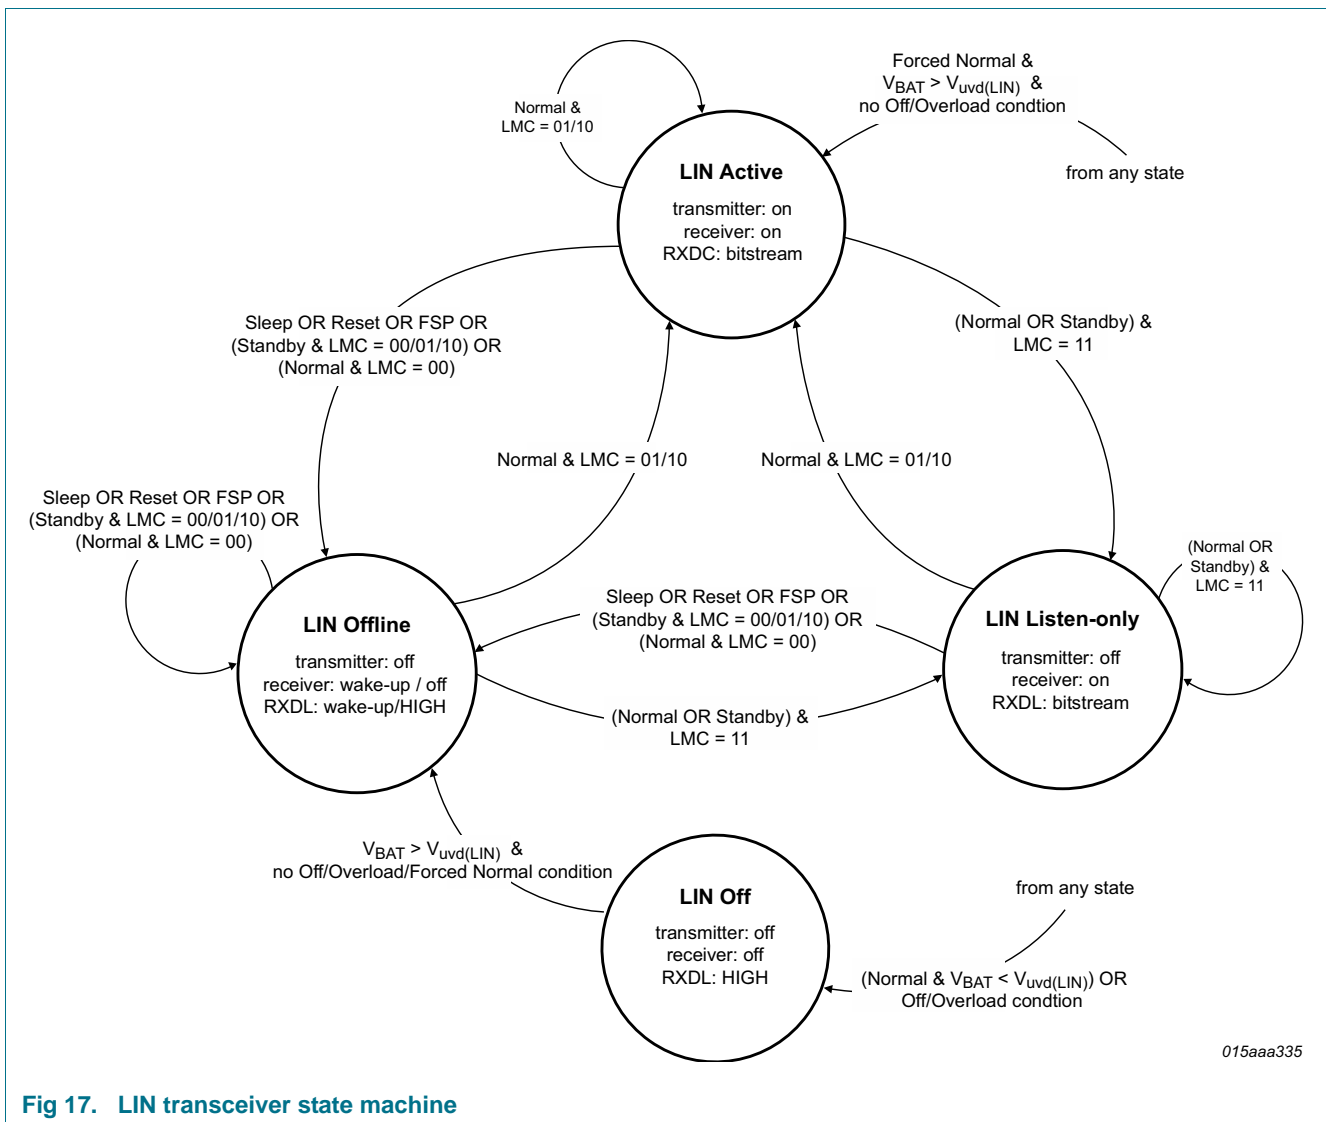 Normal &
LMC = 01/10
Forced Normal &
VBAT > Vuvd(LIN) &
no Off/Overload condtion
from any state
LIN Active
transmitter: on
receiver: on
RXDC: bitstream
Sleep OR Reset OR FSP OR
(Standby & LMC = 00/01/10) OR
(Normal & LMC = 00)
(Normal OR Standby) &
LMC = 11
Normal & LMC = 01/10
Normal & LMC = 01/10
Sleep OR Reset OR FSP OR
(Standby & LMC = 00/01/10) OR
(Normal & LMC = 00)
(Normal OR
Standby) &
LMC = 11
LIN Offline
transmitter: off
receiver: wake-up / off
RXDL: wake-up/HIGH
Sleep OR Reset OR FSP OR
(Standby & LMC = 00/01/10) OR
(Normal & LMC = 00)
LIN Listen-only
transmitter: off
receiver: on
RXDL: bitstream
(Normal OR Standby) &
LMC = 11
VBAT > Vuvd(LIN) &
no Off/Overload/Forced Normal condition
LIN Off
transmitter: off
receiver: off
RXDL: HIGH
from any state
(Normal & VBAT < Vuvd(LIN)) OR
Off/Overload condtion
015aaa335
Fig 17. LIN transceiver state machine